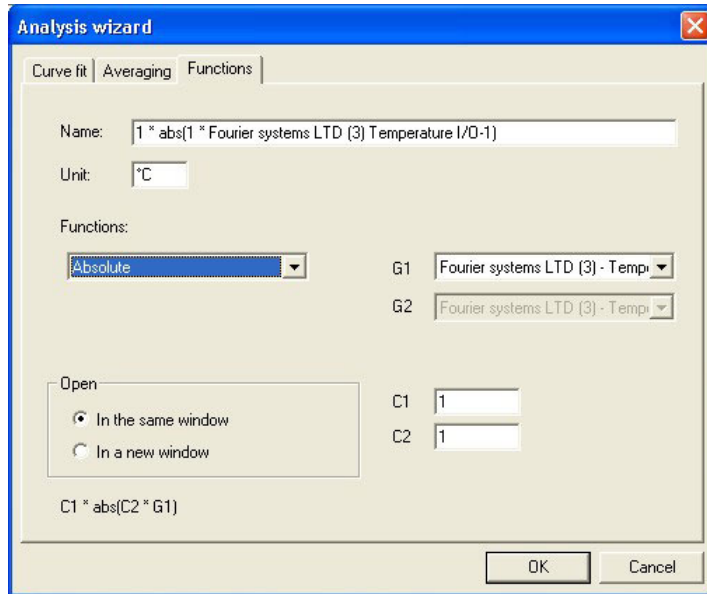 Analysis wizard
Curve fit Averaging Functions
Name: 1 * abs(1 * Fourier systems LTD (3) Temperature I/O-1)
Unit: °C
Functions:
Absolute
G1 Fourier systems LTD (3) - Temp
G2 Fourier systems LTD (3) - Temp
Open
In the same window
In a new window
C1 1
C2 1
C1 * abs(C2 * G1)
OK Cancel